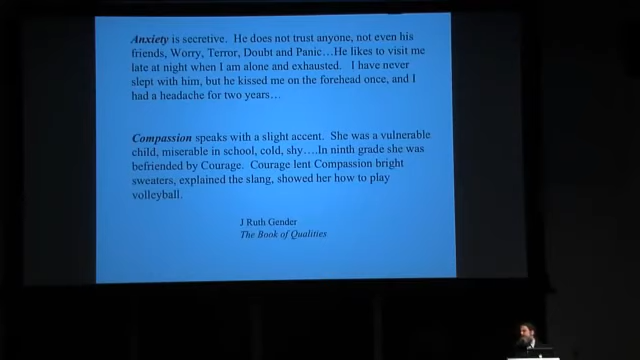 Anxiety is secretive.  He does not trust anyone, not even his
friends, Worry, Terror, Doubt and Panic…He likes to visit me
late at night when I am alone and exhausted.   I have never
slept with him, but he kissed me on the forehead once, and I
had a headache for two years…
Compassion speaks with a slight accent.  She was a vulnerable
child, miserable in school, cold, shy….In ninth grade she was
befriended by Courage.  Courage lent Compassion bright
sweaters, explained the slang, showed her how to play
volleyball.
J Ruth Gender
The Book of Qualities